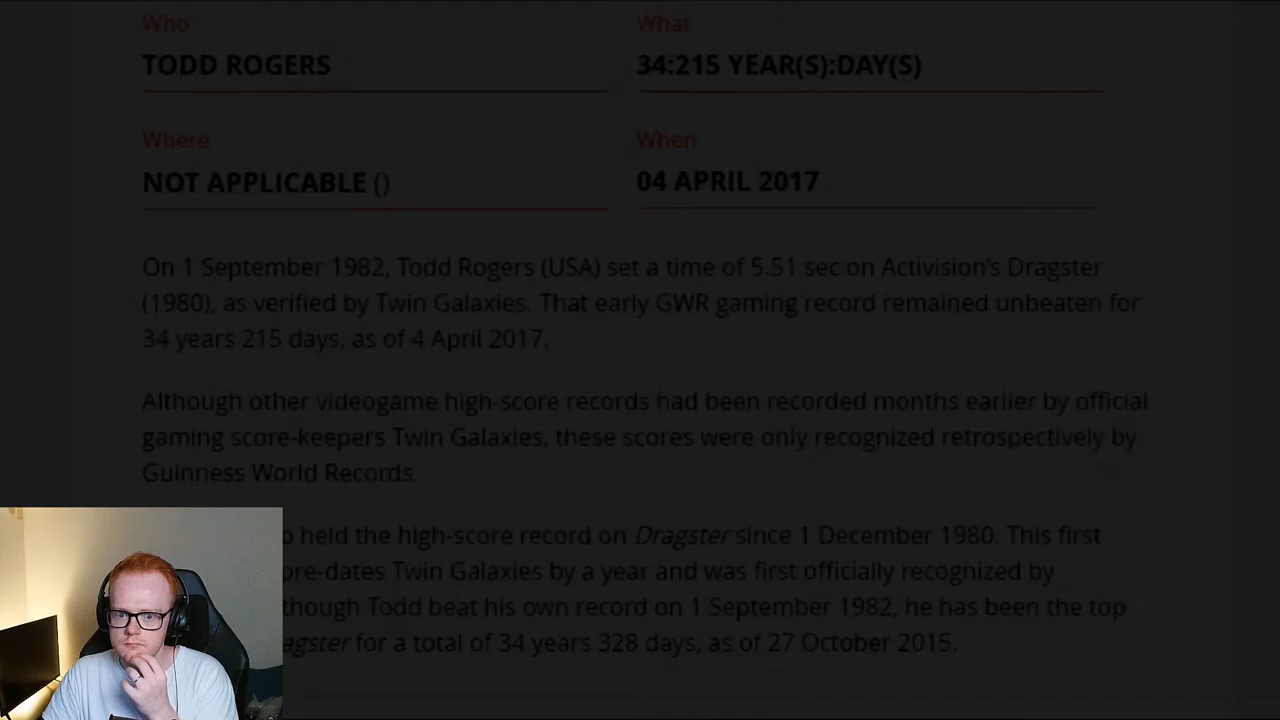 Who
What
TODD ROGERS
34:215 YEAR(S):DAY(S)
Where
When
NOT APPLICABLE ()
04 APRIL 2017
On 1 September 1982, Todd Rogers (USA) set a time of 5.51 sec on Activision's Dragster
(1980), as verified by Twin Galaxies. That early GWR gaming record remained unbeaten for
34 years 215 days, as of 4 April 2017,
Although other videogame high-score records had been recorded months earlier by official
gaming score-keepers Twin Galaxies, these scores were only recognized retrospectively by
Guinness World Records.
held the high-score record on Dragster since 1 December 1980. This first
pre-dates Twin Galaxies by a year and was first officially recognized by
though Todd beat his own record on 1 September 1982, he has been the top
for a total of 34 years 328 days, as of 27 October 2015.